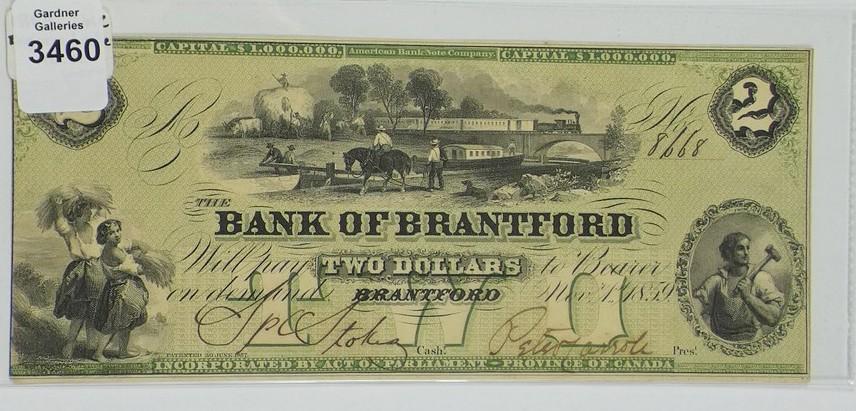 Gardner
Galleries
3460
CAPITAL $1,000,000. American Bank Note Company. CAPITAL $1,000,000.
2
No. 8668
THE
BANK OF BRANTFORD
Will pay TWO DOLLARS to Bearer
on demand BRANTFORD Nov. 1, 1859
TWO
Cash.r
Pres.t
PATENTED 30 JUNE 1857.
INCORPORATED BY ACT OF PARLIAMENT - PROVINCE OF CANADA